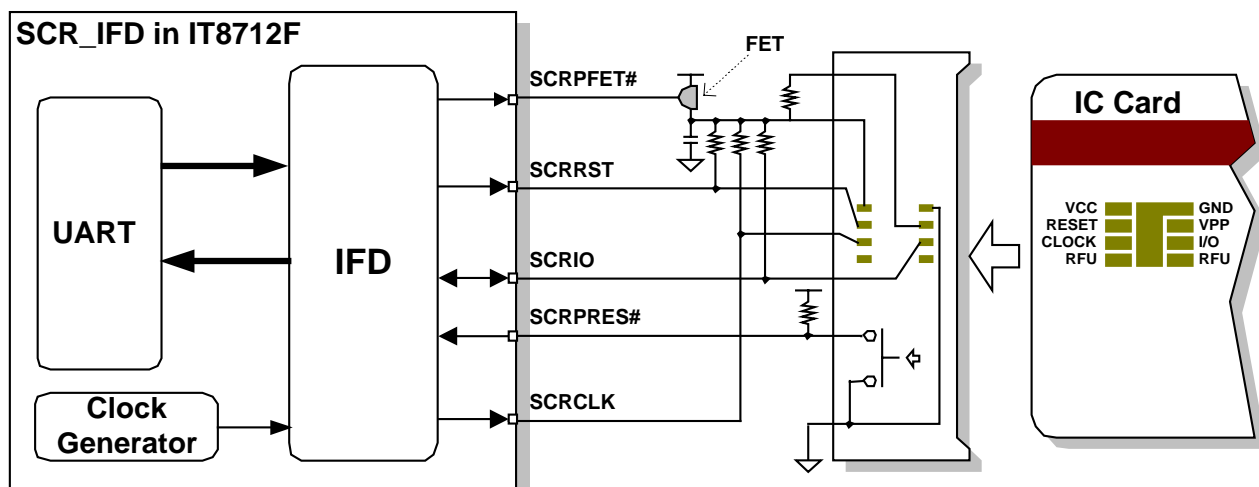 SCR_IFD in IT8712F
UART
IFD
Clock
Generator
SCRPFET#
SCRRST
SCRIO
SCRPRES#
SCRCLK
FET
IC Card
VCC
RESET
CLOCK
RFU
GND
VPP
I/O
RFU